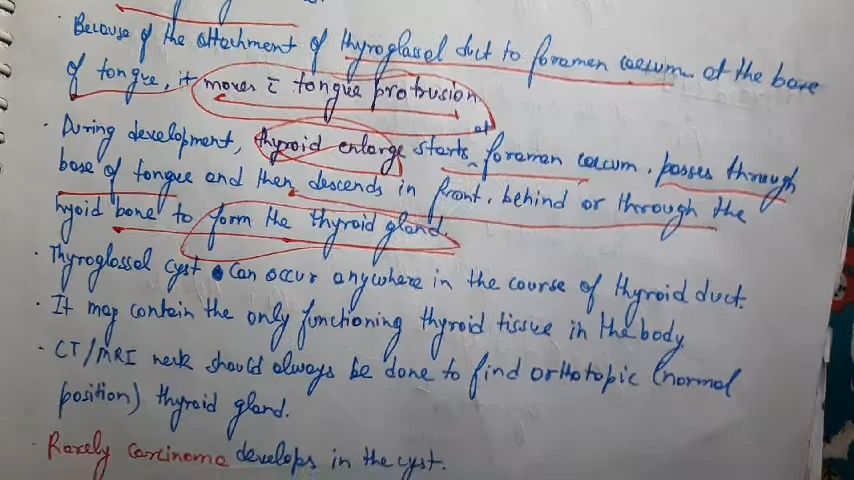 · Because of the attachment of thyroglassal duct to foramen caecum at the base
of tongue, it moves c̄ tongue protrusion
· During development, thyroid enlarge starts at foramen caecum, passes through
base of tongue and then descends in front, behind or through the
hyoid bone to form the thyroid gland.
· Thyroglossal cyst can occur anywhere in the course of thyroid duct.
· It may contain the only functioning thyroid tissue in the body
· CT/MRI neck should always be done to find orthotopic (normal
position) thyroid gland.
· Rarely carcinoma develops in the cyst.